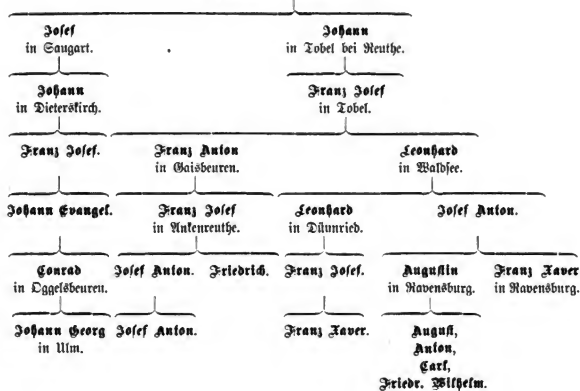 Josef Johann
in Saugart. in Tobel bei Reuthe.
Johann Franz Josef
in Dieterskirch. in Tobel.
Franz Josef. Franz Anton Leonhard
in Gaisbeuren. in Waldsee.
Johann Evangel. Franz Josef Leonhard Josef Anton.
in Ankenreuthe. in Dillunried.
Conrad Josef Anton. Friedrich. Franz Josef. Augustin Franz Xaver
in Oggelsbeuren. in Ravensburg. in Ravensburg.
Johann Georg Josef Anton. Franz Xaver. August,
in Ulm. Anton,
Carl,
Friedr. Wilhelm.